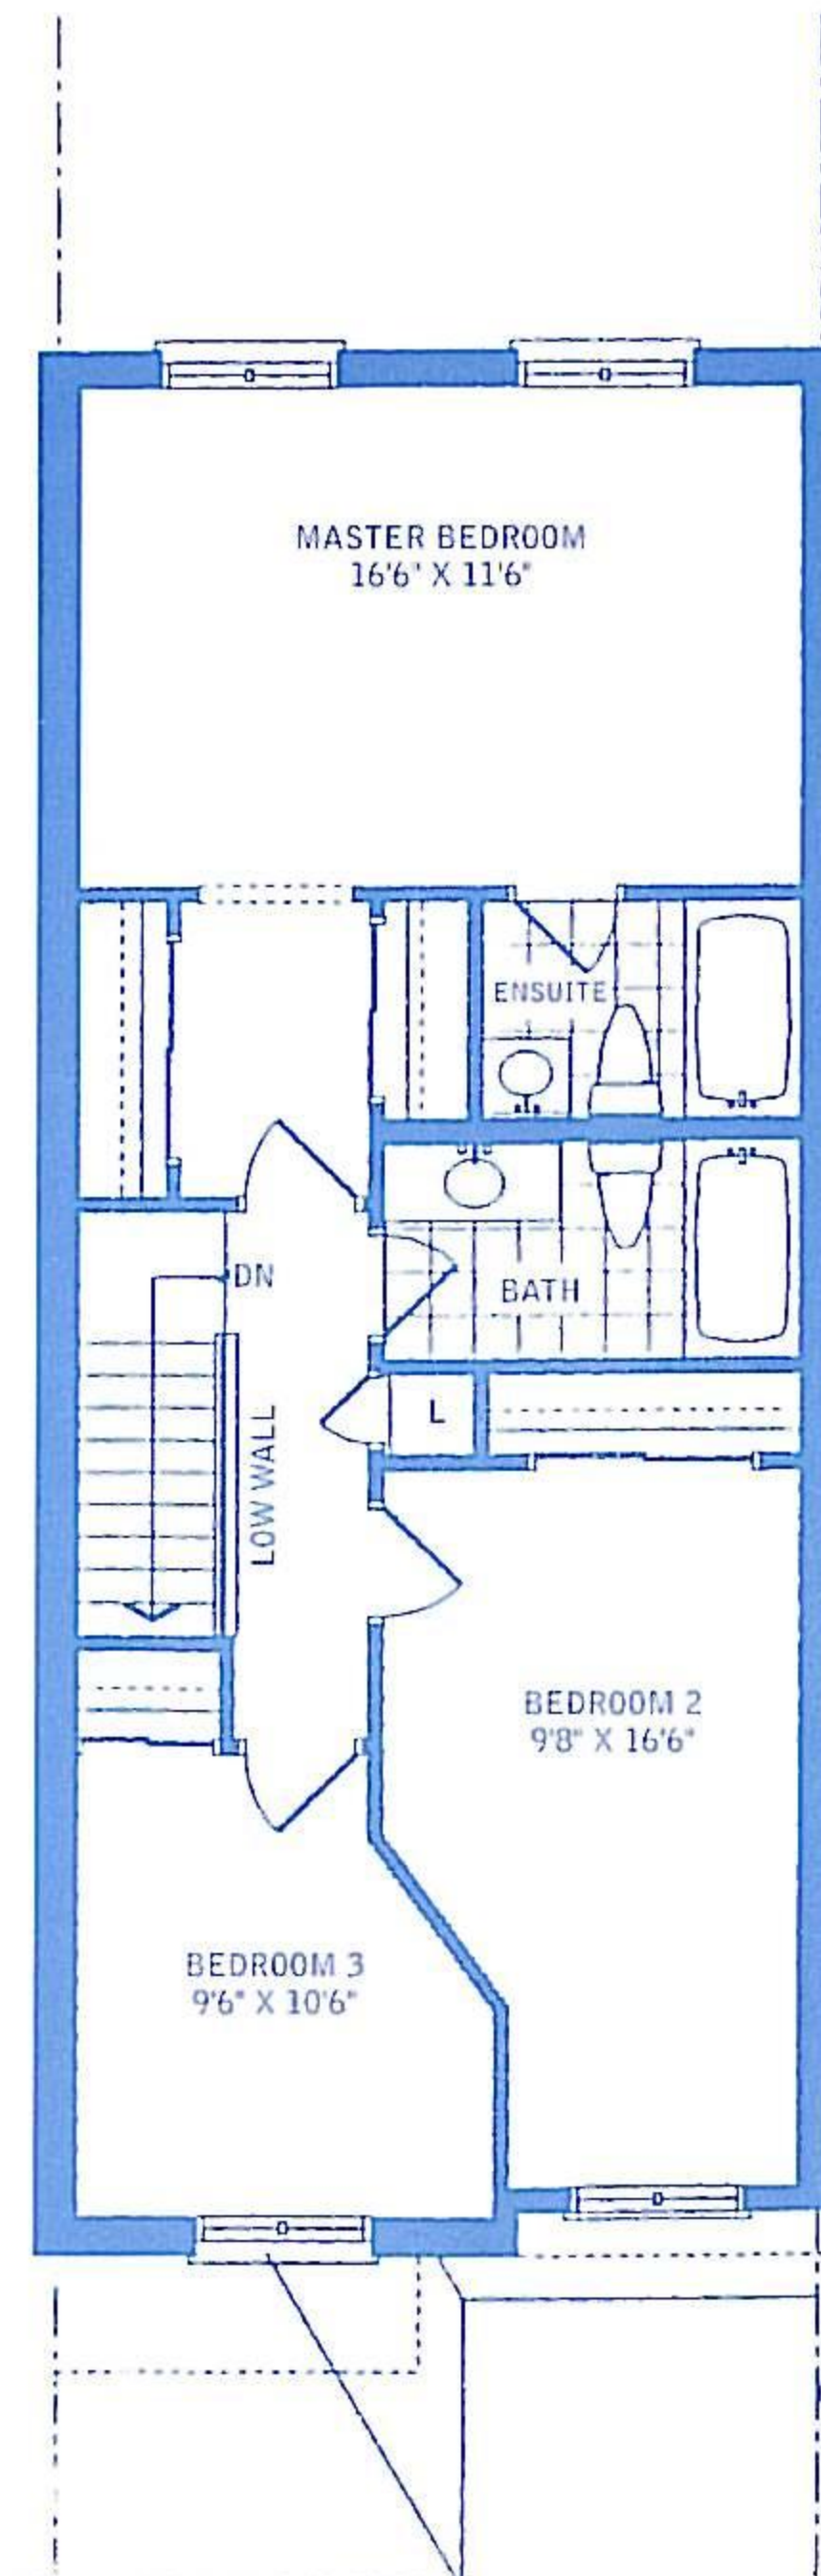 MASTER BEDROOM
16'6" X 11'6"
ENSUITE
DN
BATH
L
LOW WALL
BEDROOM 2
9'8" X 16'6"
BEDROOM 3
9'6" X 10'6"